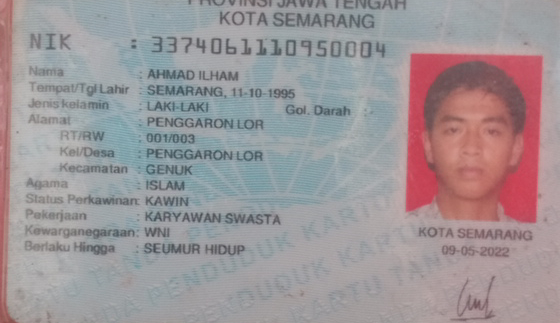 PROVINSI JAWA TENGAH
KOTA SEMARANG
NIK : 3374061110950004
Nama : AHMAD ILHAM
Tempat/Tgl Lahir : SEMARANG, 11-10-1995
Jenis kelamin : LAKI-LAKI Gol. Darah : -
Alamat : PENGGARON LOR
RT/RW : 001/003
Kel/Desa : PENGGARON LOR
Kecamatan : GENUK
Agama : ISLAM
Status Perkawinan: KAWIN
Pekerjaan : KARYAWAN SWASTA
Kewarganegaraan: WNI
Berlaku Hingga : SEUMUR HIDUP
KOTA SEMARANG
09-05-2022